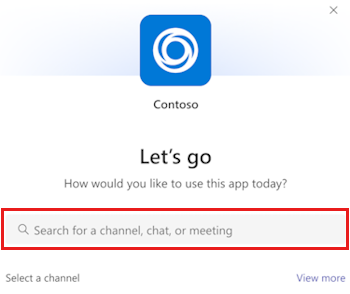 Contoso
Let's go
How would you like to use this app today?
Search for a channel, chat, or meeting
Select a channel View more